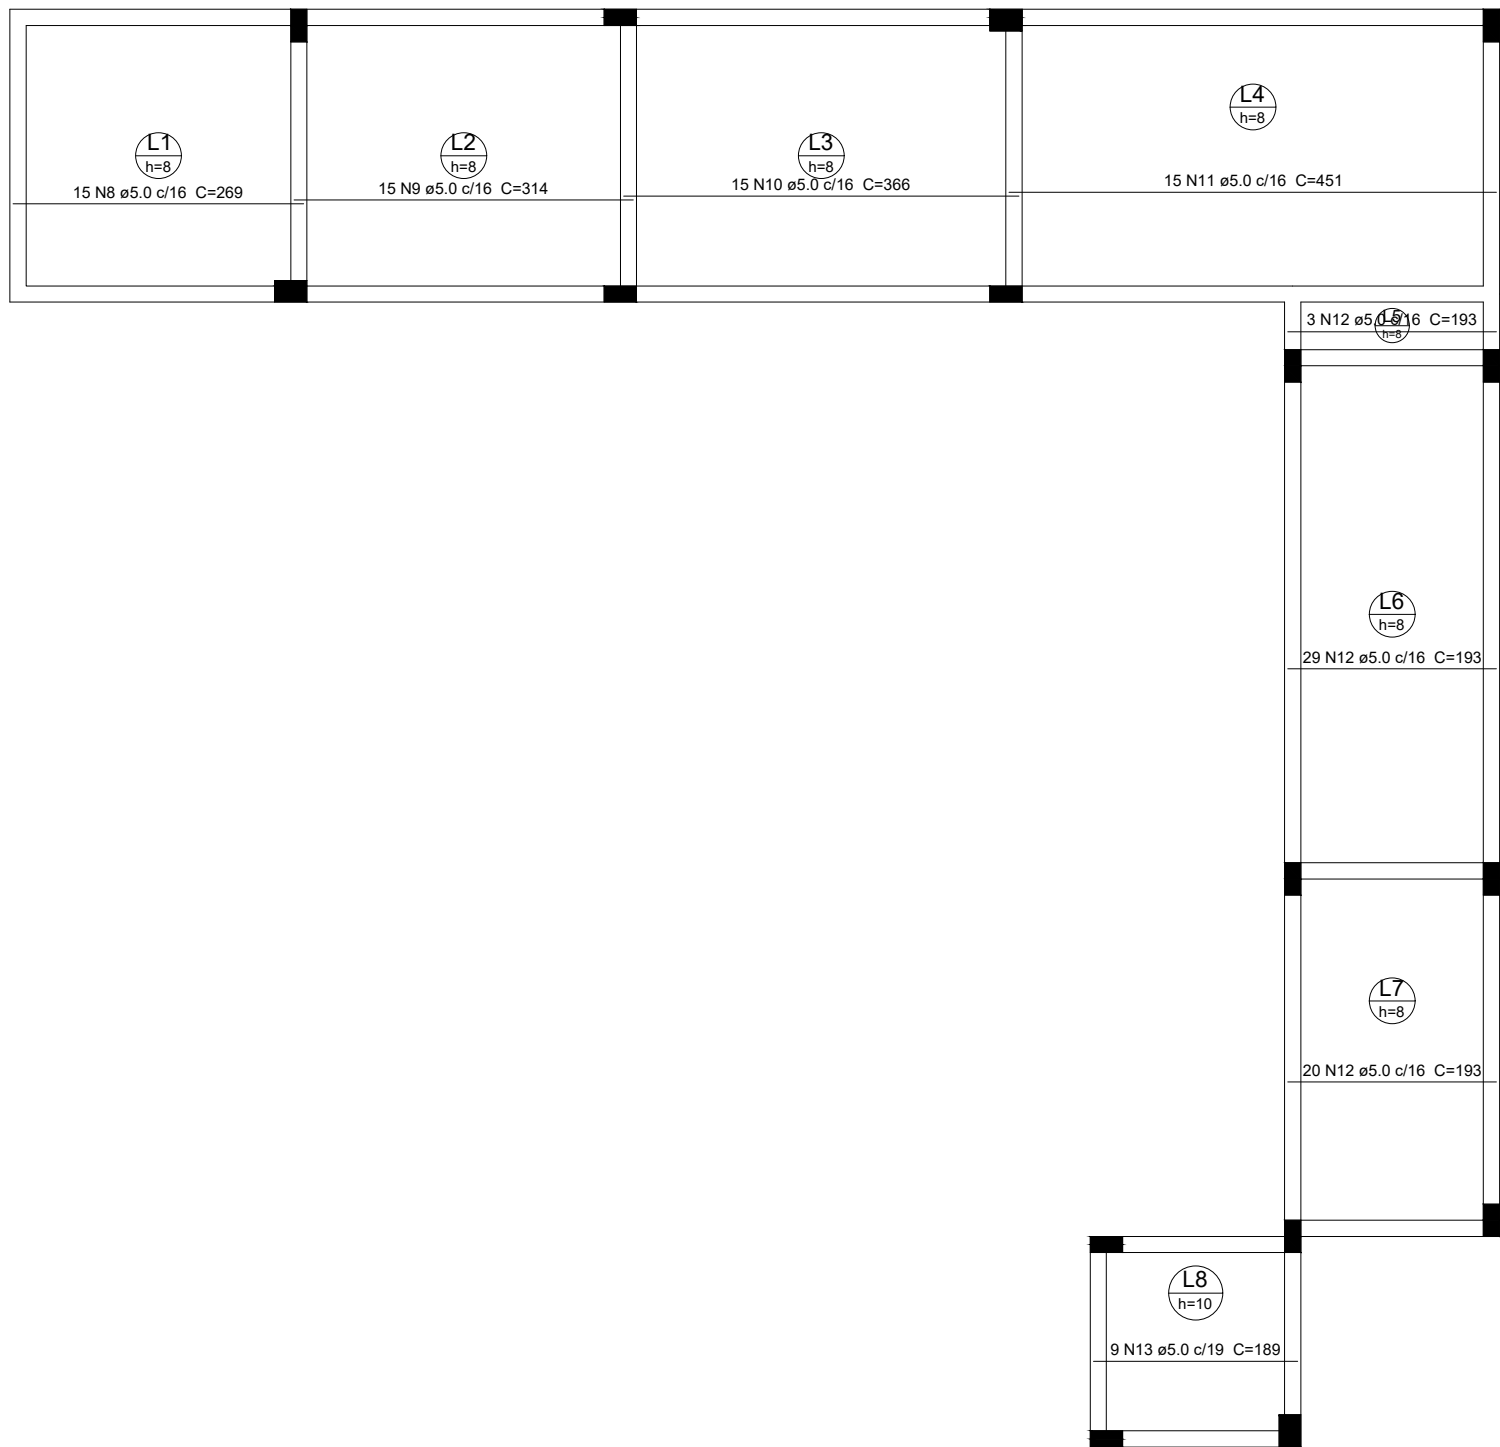 L1
h=8
15 N8 ø5.0 c/16 C=269
L2
h=8
15 N9 ø5.0 c/16 C=314
L3
h=8
15 N10 ø5.0 c/16 C=366
L4
h=8
15 N11 ø5.0 c/16 C=451
3 N12 ø5.0 c/16 C=193
L5
h=8
L6
h=8
29 N12 ø5.0 c/16 C=193
L7
h=8
20 N12 ø5.0 c/16 C=193
L8
h=10
9 N13 ø5.0 c/19 C=189